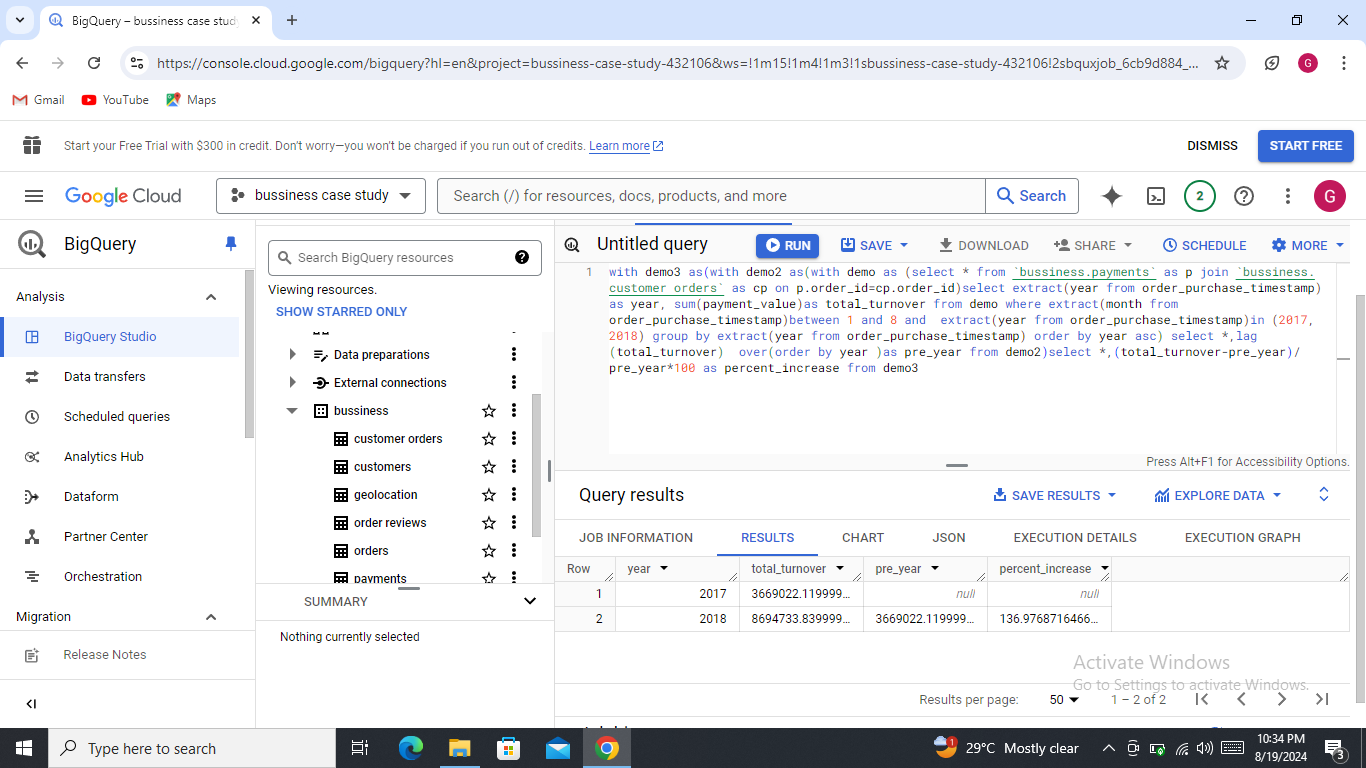 BigQuery – bussiness case stud
https://console.cloud.google.com/bigquery?hl=en&project=bussiness-case-study-432106&ws=!1m15!1m4!1m3!1sbussiness-case-study-432106!2sbquxjob_6cb9d884_...
G
Gmail
YouTube
Maps
Start your Free Trial with $300 in credit. Don't worry—you won't be charged if you run out of credits. Learn more
DISMISS
START FREE
Google Cloud
bussiness case study
Search (/) for resources, docs, products, and more
Search
2
G
BigQuery
Analysis
BigQuery Studio
Data transfers
Scheduled queries
Analytics Hub
Dataform
Partner Center
Orchestration
Migration
Release Notes
Search BigQuery resources
Viewing resources.
SHOW STARRED ONLY
Data preparations
External connections
bussiness
customer orders
customers
geolocation
order reviews
orders
payments
SUMMARY
Nothing currently selected
Untitled query
RUN
SAVE
DOWNLOAD
SHARE
SCHEDULE
MORE
1 with demo3 as(with demo2 as(with demo as (select * from `bussiness.payments` as p join `bussiness.
customer orders` as cp on p.order_id=cp.order_id)select extract(year from order_purchase_timestamp)
as year, sum(payment_value)as total_turnover from demo where extract(month from
order_purchase_timestamp)between 1 and 8 and  extract(year from order_purchase_timestamp)in (2017,
2018) group by extract(year from order_purchase_timestamp) order by year asc) select *,lag
(total_turnover)  over(order by year )as pre_year from demo2)select *,(total_turnover-pre_year)/
pre_year*100 as percent_increase from demo3
Press Alt+F1 for Accessibility Options.
Query results
SAVE RESULTS
EXPLORE DATA
JOB INFORMATION
RESULTS
CHART
JSON
EXECUTION DETAILS
EXECUTION GRAPH
Row year total_turnover pre_year percent_increase
1 2017 3669022.119999... null null
2 2018 8694733.839999... 3669022.119999... 136.9768716466...
Activate Windows
Go to Settings to activate Windows.
Results per page: 50 1 – 2 of 2
Type here to search
1
29°C Mostly clear
10:34 PM
8/19/2024
3